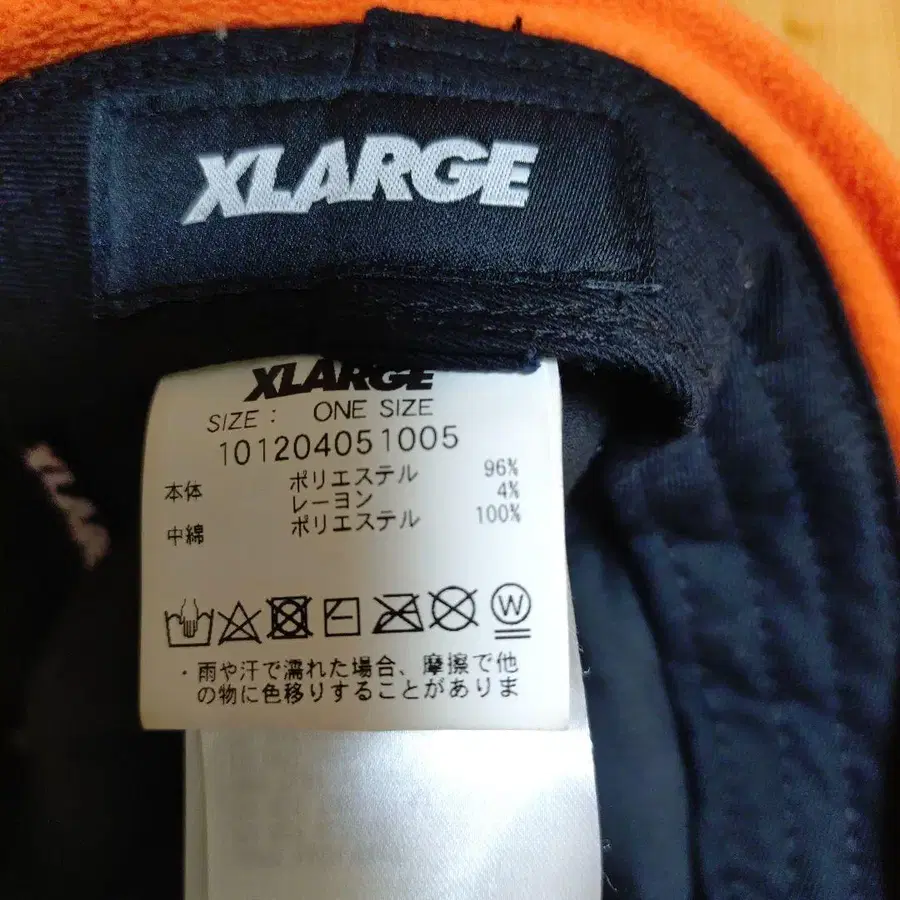 XLARGE
XLARGE
SIZE : ONE SIZE
101204051005
本体 ポリエステル 96%
レーヨン 4%
中綿 ポリエステル 100%
W
・雨や汗で濡れた場合、摩擦で他
の物に色移りすることがありま